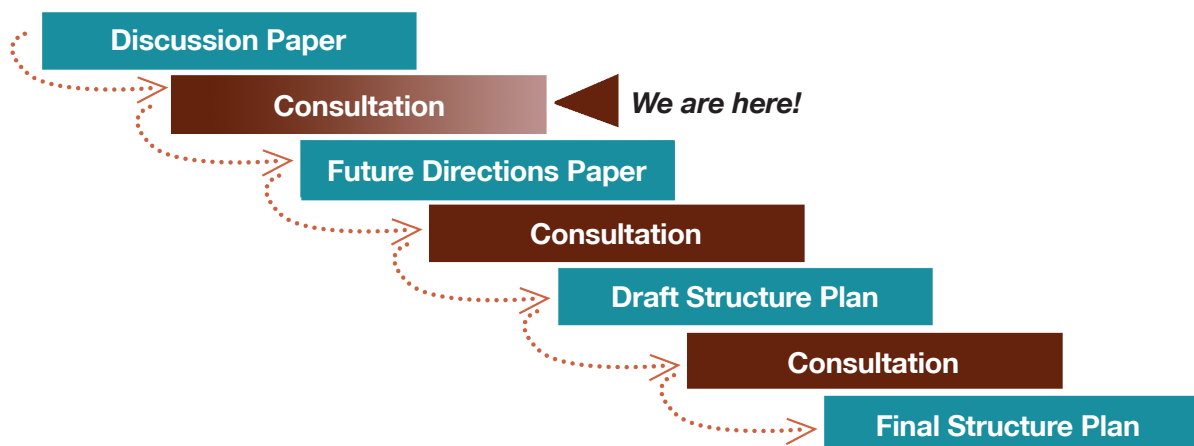 Discussion Paper
Consultation
We are here!
Future Directions Paper
Consultation
Draft Structure Plan
Consultation
Final Structure Plan